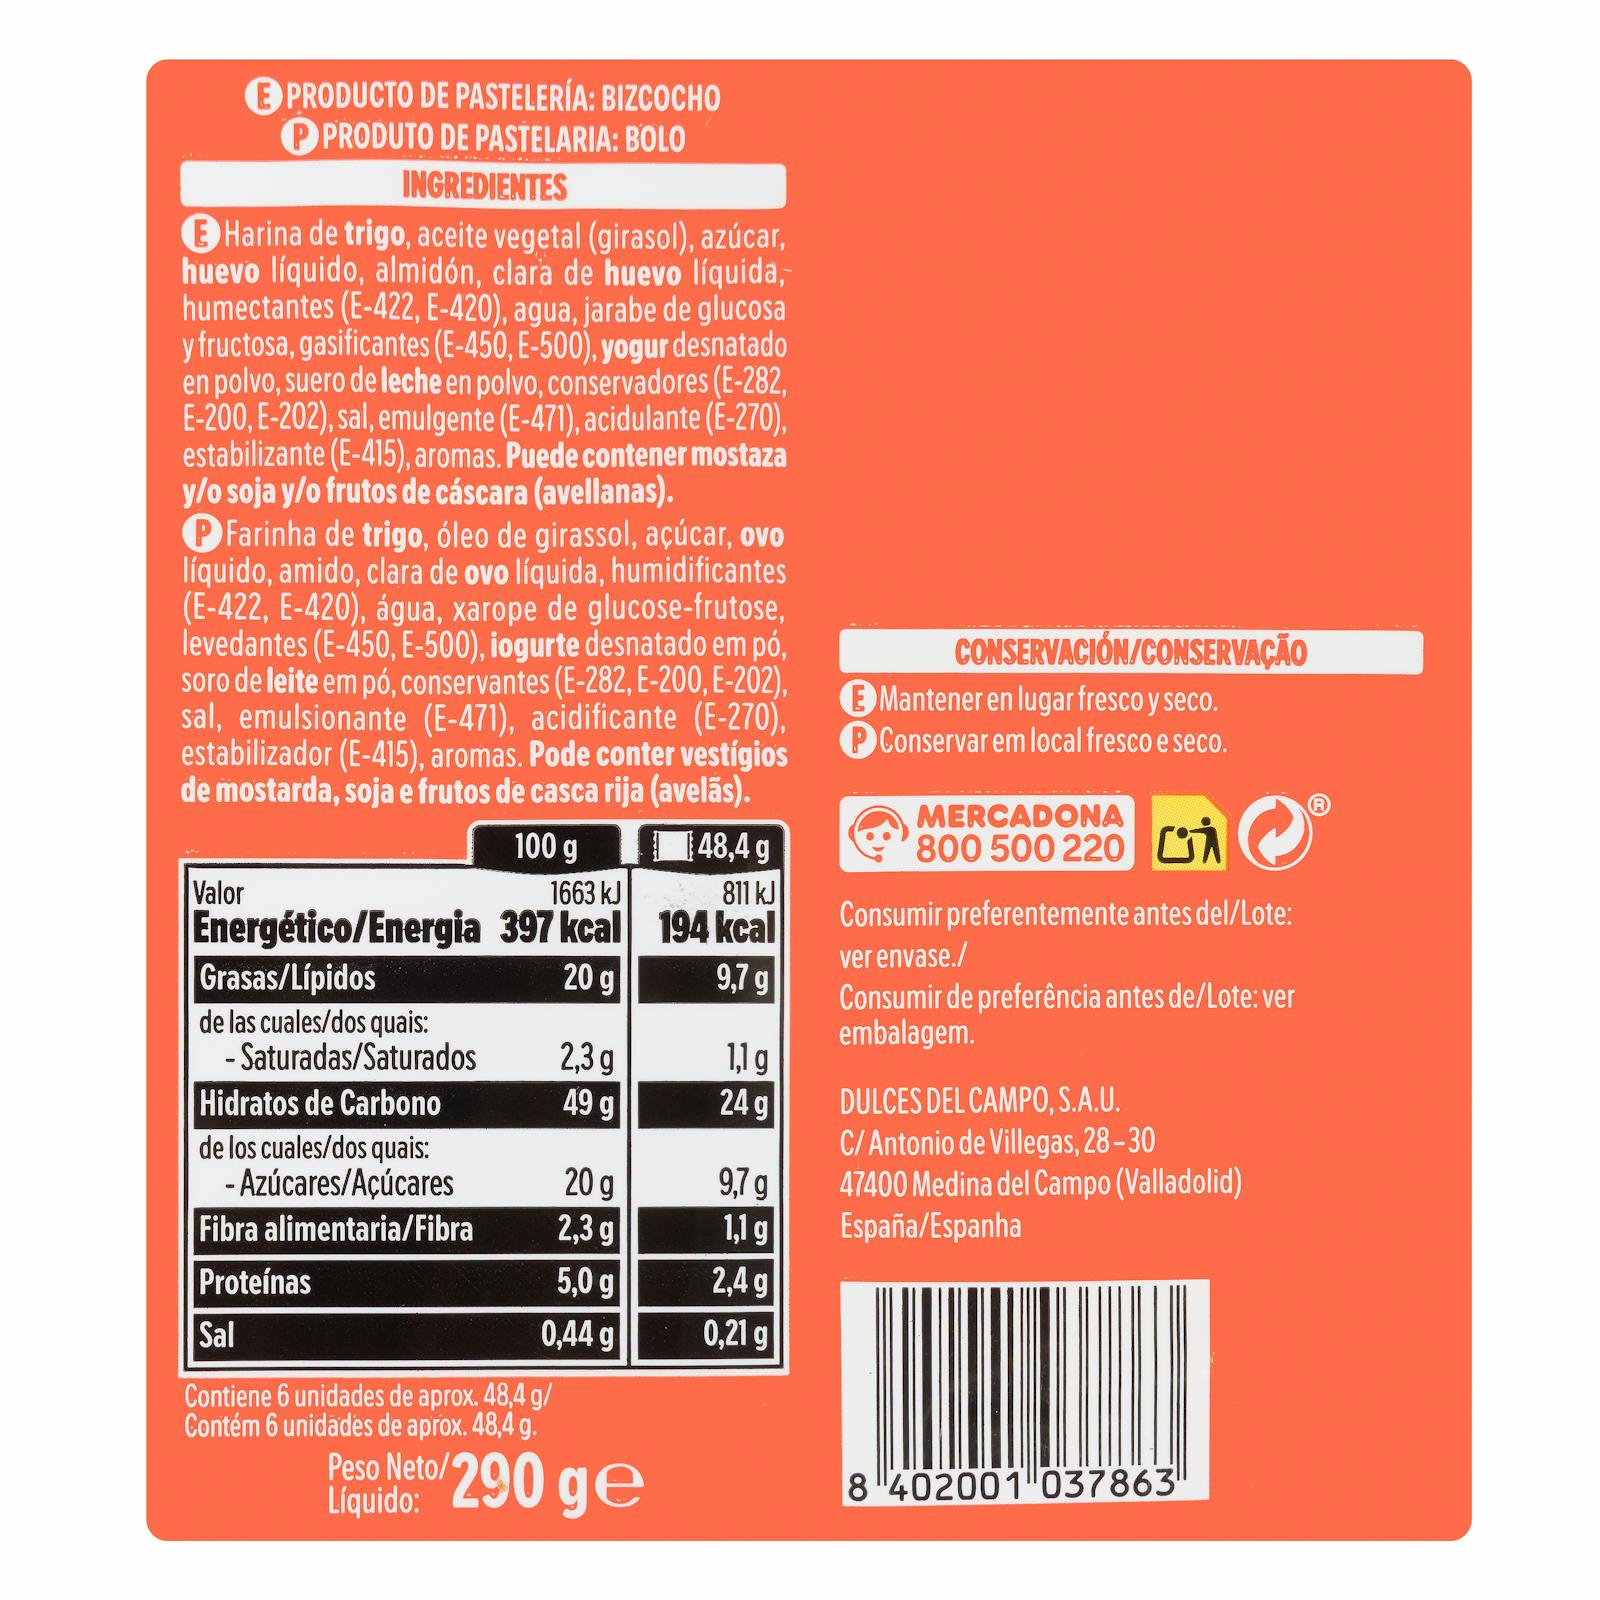 E PRODUCTO DE PASTELERÍA: BIZCOCHO
P PRODUTO DE PASTELARIA: BOLO
INGREDIENTES
E Harina de trigo, aceite vegetal (girasol), azúcar,
huevo líquido, almidón, clara de huevo líquida,
humectantes (E-422, E-420), agua, jarabe de glucosa
y fructosa, gasificantes (E-450, E-500), yogur desnatado
en polvo, suero de leche en polvo, conservadores (E-282,
E-200, E-202), sal, emulgente (E-471), acidulante (E-270),
estabilizante (E-415), aromas. Puede contener mostaza
y/o soja y/o frutos de cáscara (avellanas).
P Farinha de trigo, óleo de girassol, açúcar, ovo
líquido, amido, clara de ovo líquida, humidificantes
(E-422, E-420), água, xarope de glucose-frutose,
levedantes (E-450, E-500), iogurte desnatado em pó,
soro de leite em pó, conservantes (E-282, E-200, E-202),
sal, emulsionante (E-471), acidificante (E-270),
estabilizador (E-415), aromas. Pode conter vestígios
de mostarda, soja e frutos de casca rija (avelãs).
100 g 48,4 g
Valor 1663 kJ 811 kJ
Energético/Energia 397 kcal 194 kcal
Grasas/Lípidos 20 g 9,7 g
de las cuales/dos quais:
- Saturadas/Saturados 2,3 g 1,1 g
Hidratos de Carbono 49 g 24 g
de los cuales/dos quais:
- Azúcares/Açúcares 20 g 9,7 g
Fibra alimentaria/Fibra 2,3 g 1,1 g
Proteínas 5,0 g 2,4 g
Sal 0,44 g 0,21 g
Contiene 6 unidades de aprox. 48,4 g/
Contém 6 unidades de aprox. 48,4 g.
Peso Neto/
Líquido: 290 g e
CONSERVACIÓN/CONSERVAÇÃO
E Mantener en lugar fresco y seco.
P Conservar em local fresco e seco.
MERCADONA
800 500 220
®
Consumir preferentemente antes del/Lote:
ver envase./
Consumir de preferência antes de/Lote: ver
embalagem.
DULCES DEL CAMPO, S.A.U.
C/ Antonio de Villegas, 28-30
47400 Medina del Campo (Valladolid)
España/Espanha
8 402001 037863